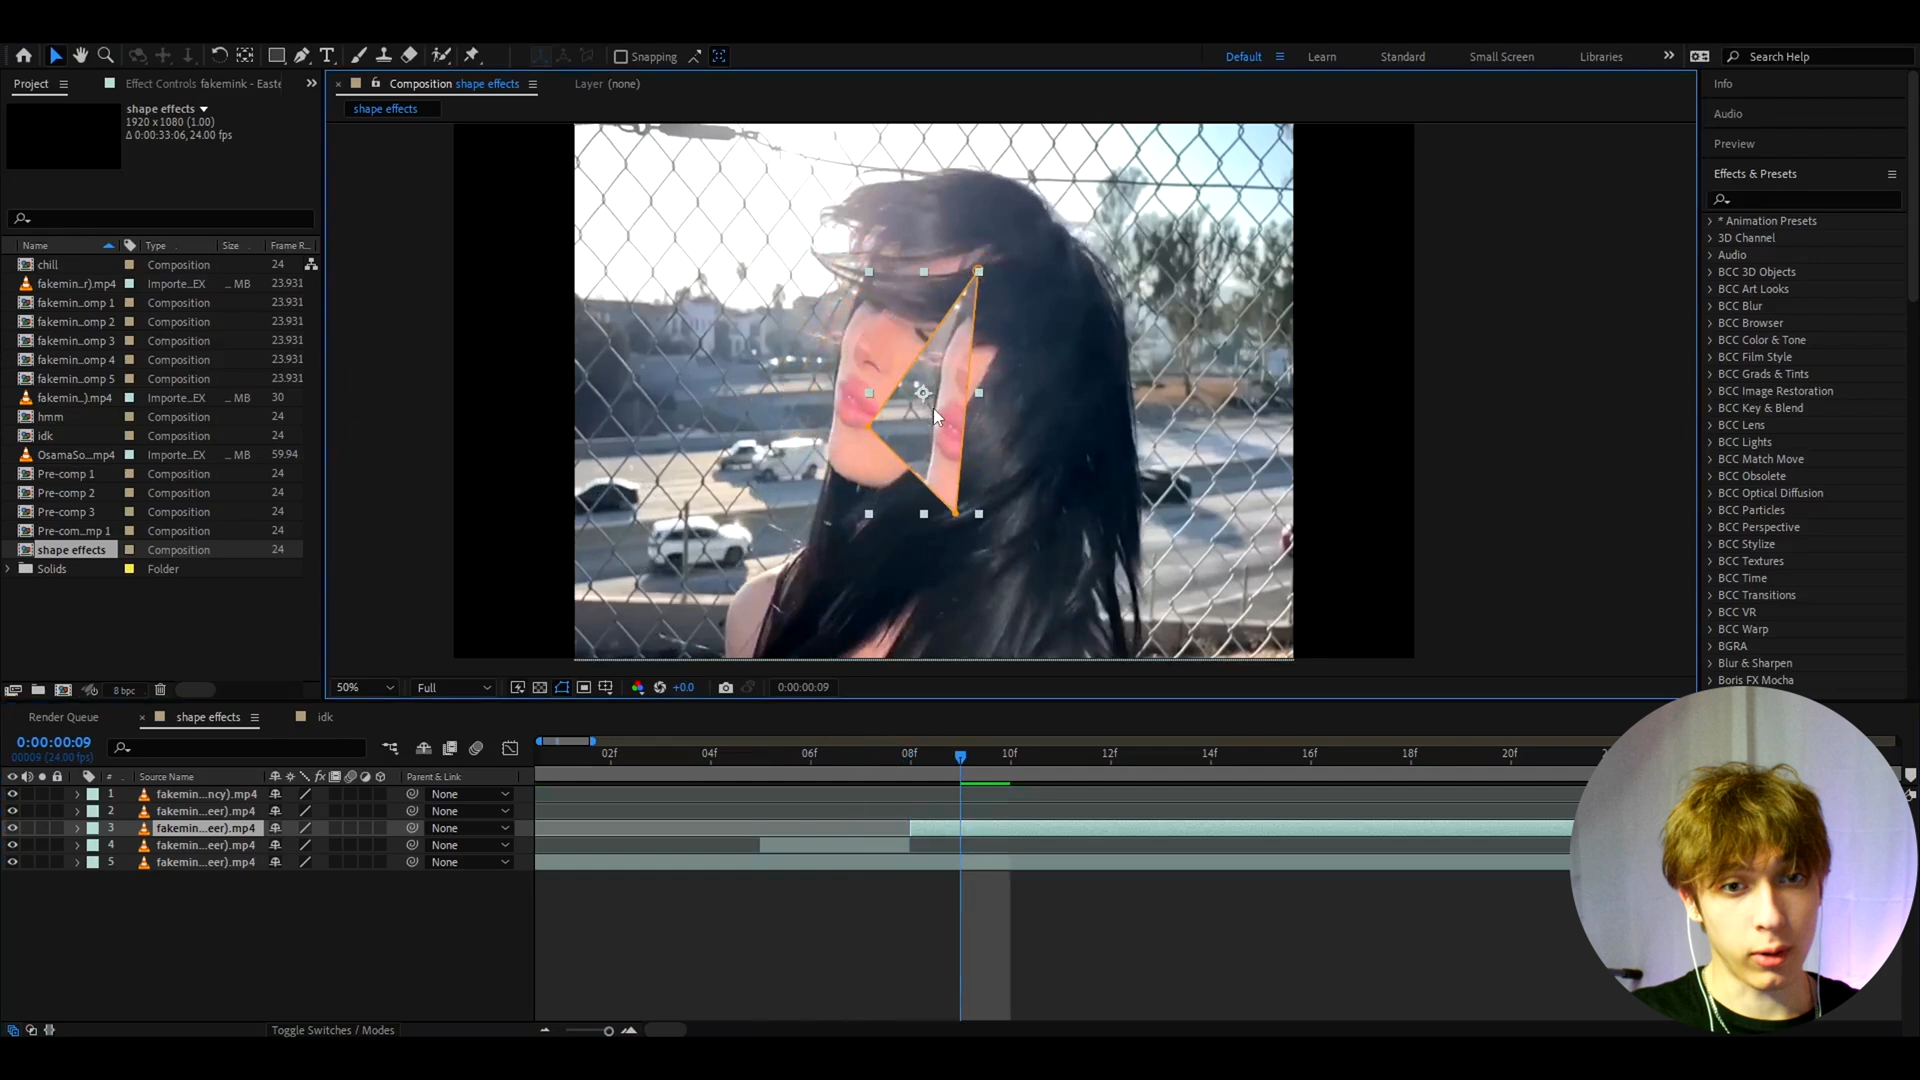 Snapping
Default
Learn
Standard
Small Screen
Libraries
Search Help
Project
Effect Controls fakemink - Easte
Composition shape effects
Layer (none)
Info
shape effects
1920 x 1080 (1.00)
Δ 0:00:33:06, 24.00 fps
shape effects
Audio
Preview
Effects & Presets
Name
Type
Size
Frame R...
chill Composition 24
fakemin...r).mp4 Importe...EX ... MB 23.931
fakemin...omp 1 Composition 23.931
fakemin...omp 2 Composition 23.931
fakemin...omp 3 Composition 23.931
fakemin...omp 4 Composition 23.931
fakemin...omp 5 Composition 23.931
fakemin...).mp4 Importe...EX ... MB 30
hmm Composition 24
idk Composition 24
OsamaSo...mp4 Importe...EX ... MB 59.94
Pre-comp 1 Composition 24
Pre-comp 2 Composition 24
Pre-comp 3 Composition 24
Pre-com...mp 1 Composition 24
shape effects Composition 24
Solids Folder
* Animation Presets
3D Channel
Audio
BCC 3D Objects
BCC Art Looks
BCC Blur
BCC Browser
BCC Color & Tone
BCC Film Style
BCC Grads & Tints
BCC Image Restoration
BCC Key & Blend
BCC Lens
BCC Lights
BCC Match Move
BCC Obsolete
BCC Optical Diffusion
BCC Particles
BCC Perspective
BCC Stylize
BCC Textures
BCC Time
BCC Transitions
BCC VR
BCC Warp
BGRA
Blur & Sharpen
Boris FX Mocha
8 bpc
50%
Full
+0.0
0:00:00:09
Render Queue
shape effects
idk
0:00:00:09
00009 (24.00 fps)
02f 04f 06f 08f 10f 12f 14f 16f 18f 20f
# Source Name
fx
Parent & Link
1 fakemin...ncy).mp4 None
2 fakemin...eer).mp4 None
3 fakemin...eer).mp4 None
4 fakemin...eer).mp4 None
5 fakemin...eer).mp4 None
Toggle Switches / Modes